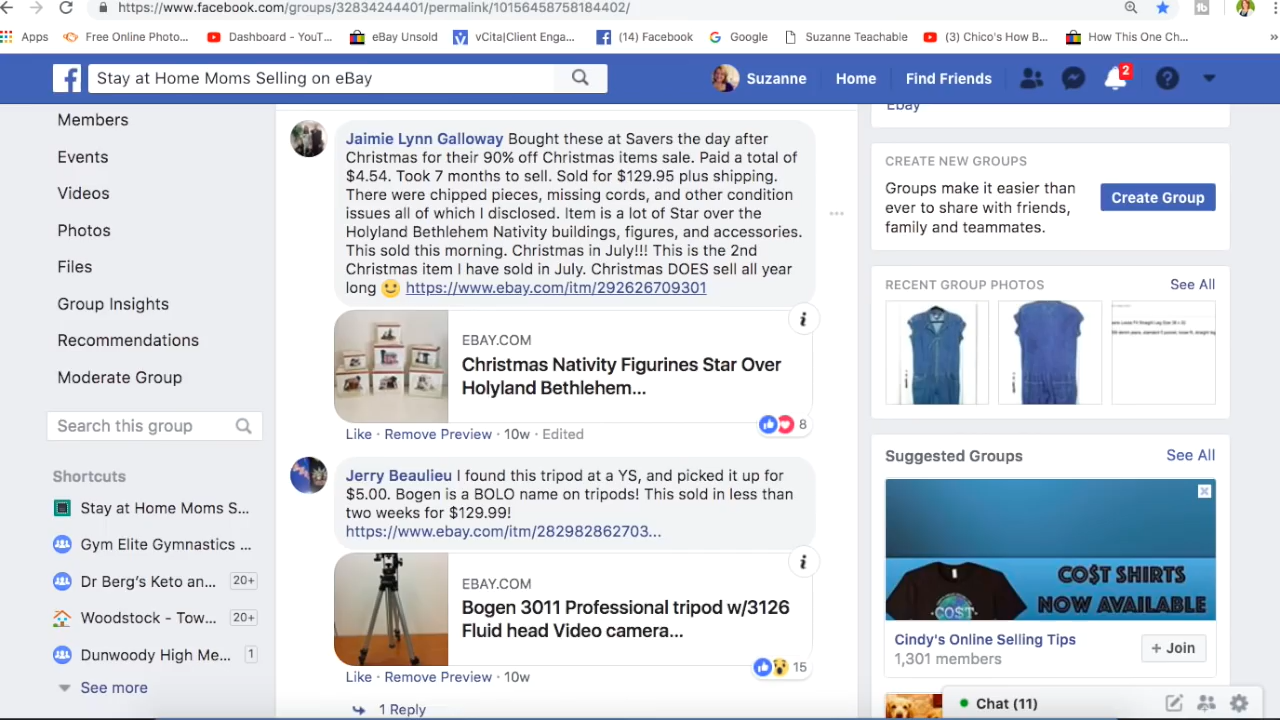 https://www.facebook.com/groups/32834244401/permalink/10156458758184402/
Apps
Free Online Photo...
Dashboard - YouT...
eBay Unsold
vCita|Client Enga...
(14) Facebook
Google
Suzanne Teachable
(3) Chico's How B...
How This One Ch...
»
Stay at Home Moms Selling on eBay
Suzanne
Home
Find Friends
2
Members
Events
Videos
Photos
Files
Group Insights
Recommendations
Moderate Group
Search this group
Shortcuts
Stay at Home Moms S...
Gym Elite Gymnastics ...
Dr Berg's Keto an... 20+
Woodstock - Tow... 20+
Dunwoody High Me... 1
See more
Jaimie Lynn Galloway Bought these at Savers the day after
Christmas for their 90% off Christmas items sale. Paid a total of
$4.54. Took 7 months to sell. Sold for $129.95 plus shipping.
There were chipped pieces, missing cords, and other condition
issues all of which I disclosed. Item is a lot of Star over the
Holyland Bethlehem Nativity buildings, figures, and accessories.
This sold this morning. Christmas in July!!! This is the 2nd
Christmas item I have sold in July. Christmas DOES sell all year
long 😉 https://www.ebay.com/itm/292626709301
EBAY.COM
Christmas Nativity Figurines Star Over
Holyland Bethlehem...
8
Like · Remove Preview · 10w · Edited
Jerry Beaulieu I found this tripod at a YS, and picked it up for
$5.00. Bogen is a BOLO name on tripods! This sold in less than
two weeks for $129.99!
https://www.ebay.com/itm/282982862703...
EBAY.COM
Bogen 3011 Professional tripod w/3126
Fluid head Video camera...
15
Like · Remove Preview · 10w
1 Reply
Ebay
CREATE NEW GROUPS
Groups make it easier than
ever to share with friends,
family and teammates.
Create Group
RECENT GROUP PHOTOS
See All
Suggested Groups
See All
CO$T
CO$T SHIRTS
NOW AVAILABLE
Cindy's Online Selling Tips
1,301 members
+ Join
Chat (11)